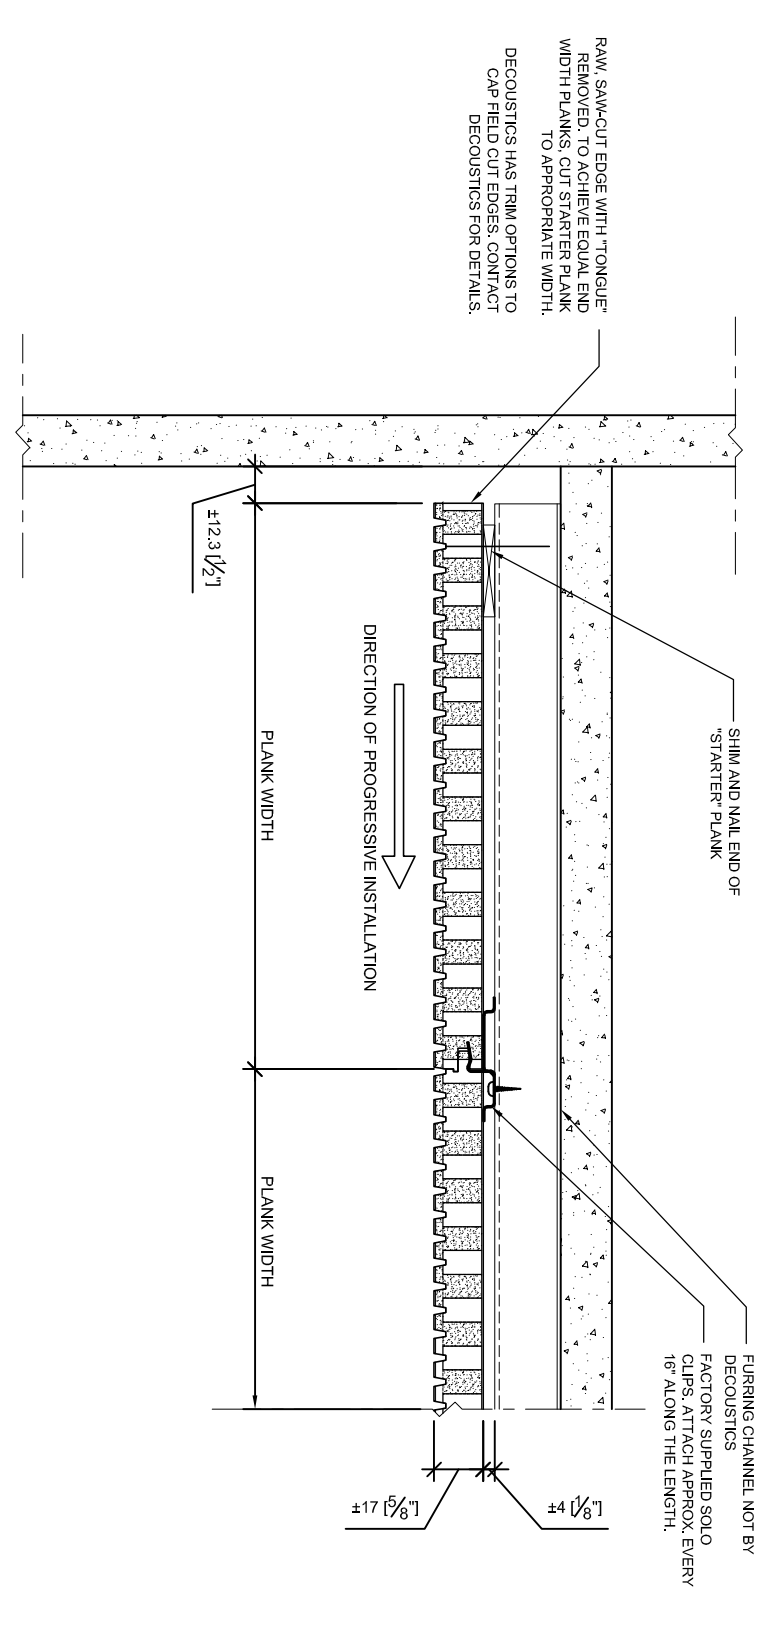 RAW, SAW-CUT EDGE WITH "TONGUE"
REMOVED. TO ACHIEVE EQUAL END
WIDTH PLANKS, CUT STARTER PLANK
TO APPROPRIATE WIDTH.
DECOUSTICS HAS TRIM OPTIONS TO
CAP FIELD CUT EDGES. CONTACT
DECOUSTICS FOR DETAILS.
SHIM AND NAIL END OF
"STARTER" PLANK
FURRING CHANNEL NOT BY
DECOUSTICS
FACTORY SUPPLIED SOLO
CLIPS. ATTACH APPROX. EVERY
16" ALONG THE LENGTH.
±4 [1/8"]
±17 [5/8"]
DIRECTION OF PROGRESSIVE INSTALLATION
PLANK WIDTH
PLANK WIDTH
±12.3 [1/2"]